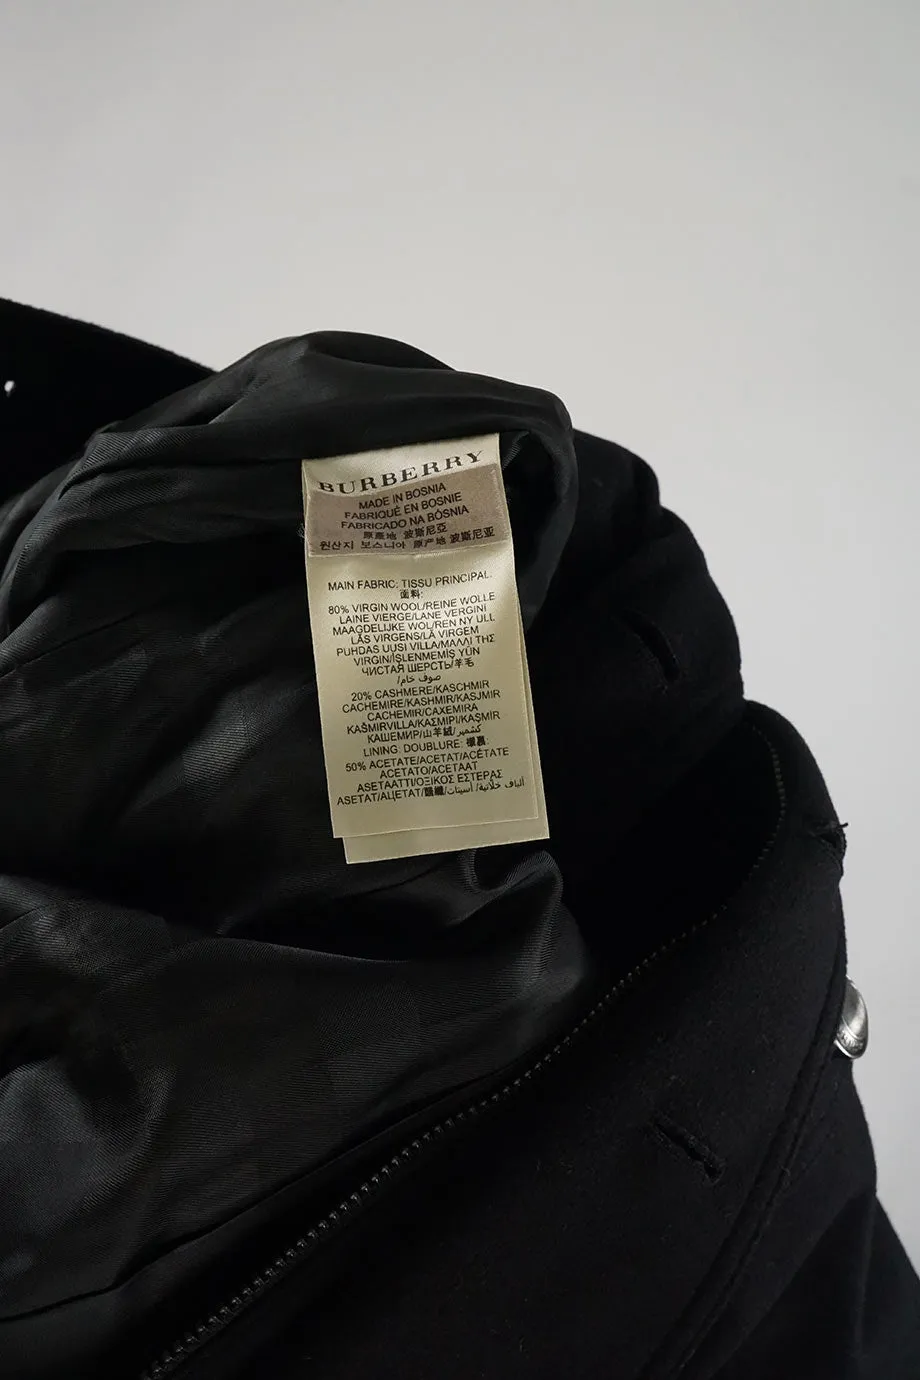 BURBERRY
MADE IN BOSNIA
FABRIQUÉ EN BOSNIE
FABRICADO NA BÓSNIA
原產地 波斯尼亞
원산지 보스니아 原产地 波斯尼亚
MAIN FABRIC: TISSU PRINCIPAL.
面料:
80% VIRGIN WOOL/REINE WOLLE
LAINE VIERGE/LANE VERGINI
MAAGDELIJKE WOL/REN NY ULL
LÃS VIRGENS/LÃ VIRGEM
PUHDAS UUSI VILLA/ΜΑΛΛΙ ΤΗΣ
VIRGIN/İŞLENMEMİŞ YÜN
ЧИСТАЯ ШЕРСТЬ/羊毛
صوف خام/
20% CASHMERE/KASCHMIR
CACHEMIRE/KASHMIR/KASJMIR
CACHEMIR/CAXEMIRA
KAŠMIRVILLA/ΚΑΣΜΙΡΙ/KAŞMIR
КАШЕМИР/山羊絨/كشمير
LINING: DOUBLURE: 裡裏
50% ACETATE/ACETAT/ACÉTATE
ACETATO/ACETAAT
ASETAATTI/ΟΞΙΚΟΣ ΕΣΤΕΡΑΣ
ASETAT/АЦЕТАТ/醋纖/ألياف خلاتية/ أسيتات